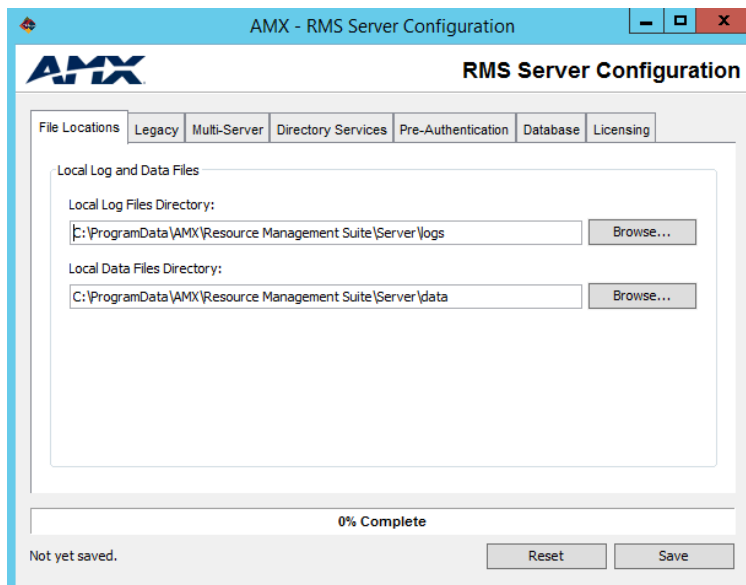 AMX - RMS Server Configuration
AMX
RMS Server Configuration
File Locations Legacy Multi-Server Directory Services Pre-Authentication Database Licensing
Local Log and Data Files
Local Log Files Directory:
C:\ProgramData\AMX\Resource Management Suite\Server\logs Browse...
Local Data Files Directory:
C:\ProgramData\AMX\Resource Management Suite\Server\data Browse...
0% Complete
Not yet saved. Reset Save